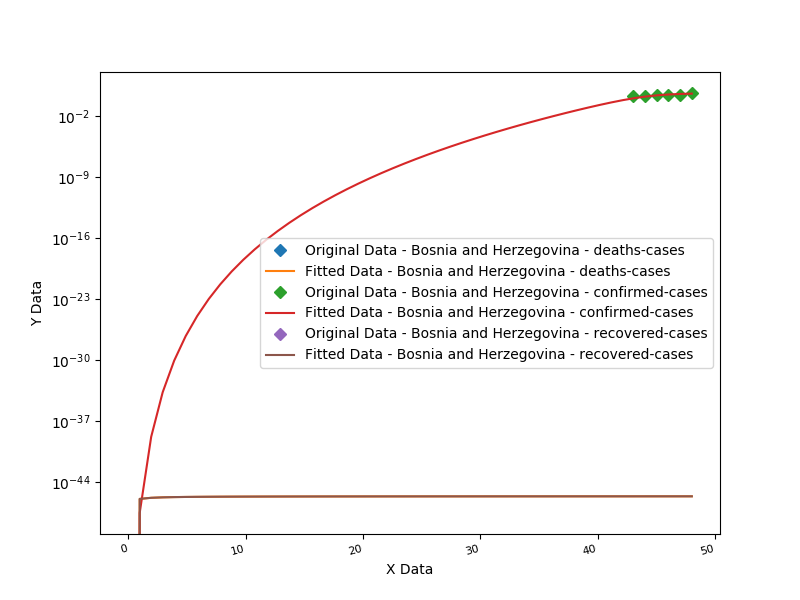 10^-2
10^-9
10^-16
10^-23
10^-30
10^-37
10^-44
Y Data
Original Data - Bosnia and Herzegovina - deaths-cases
Fitted Data - Bosnia and Herzegovina - deaths-cases
Original Data - Bosnia and Herzegovina - confirmed-cases
Fitted Data - Bosnia and Herzegovina - confirmed-cases
Original Data - Bosnia and Herzegovina - recovered-cases
Fitted Data - Bosnia and Herzegovina - recovered-cases
0 10 20 30 40 50
X Data